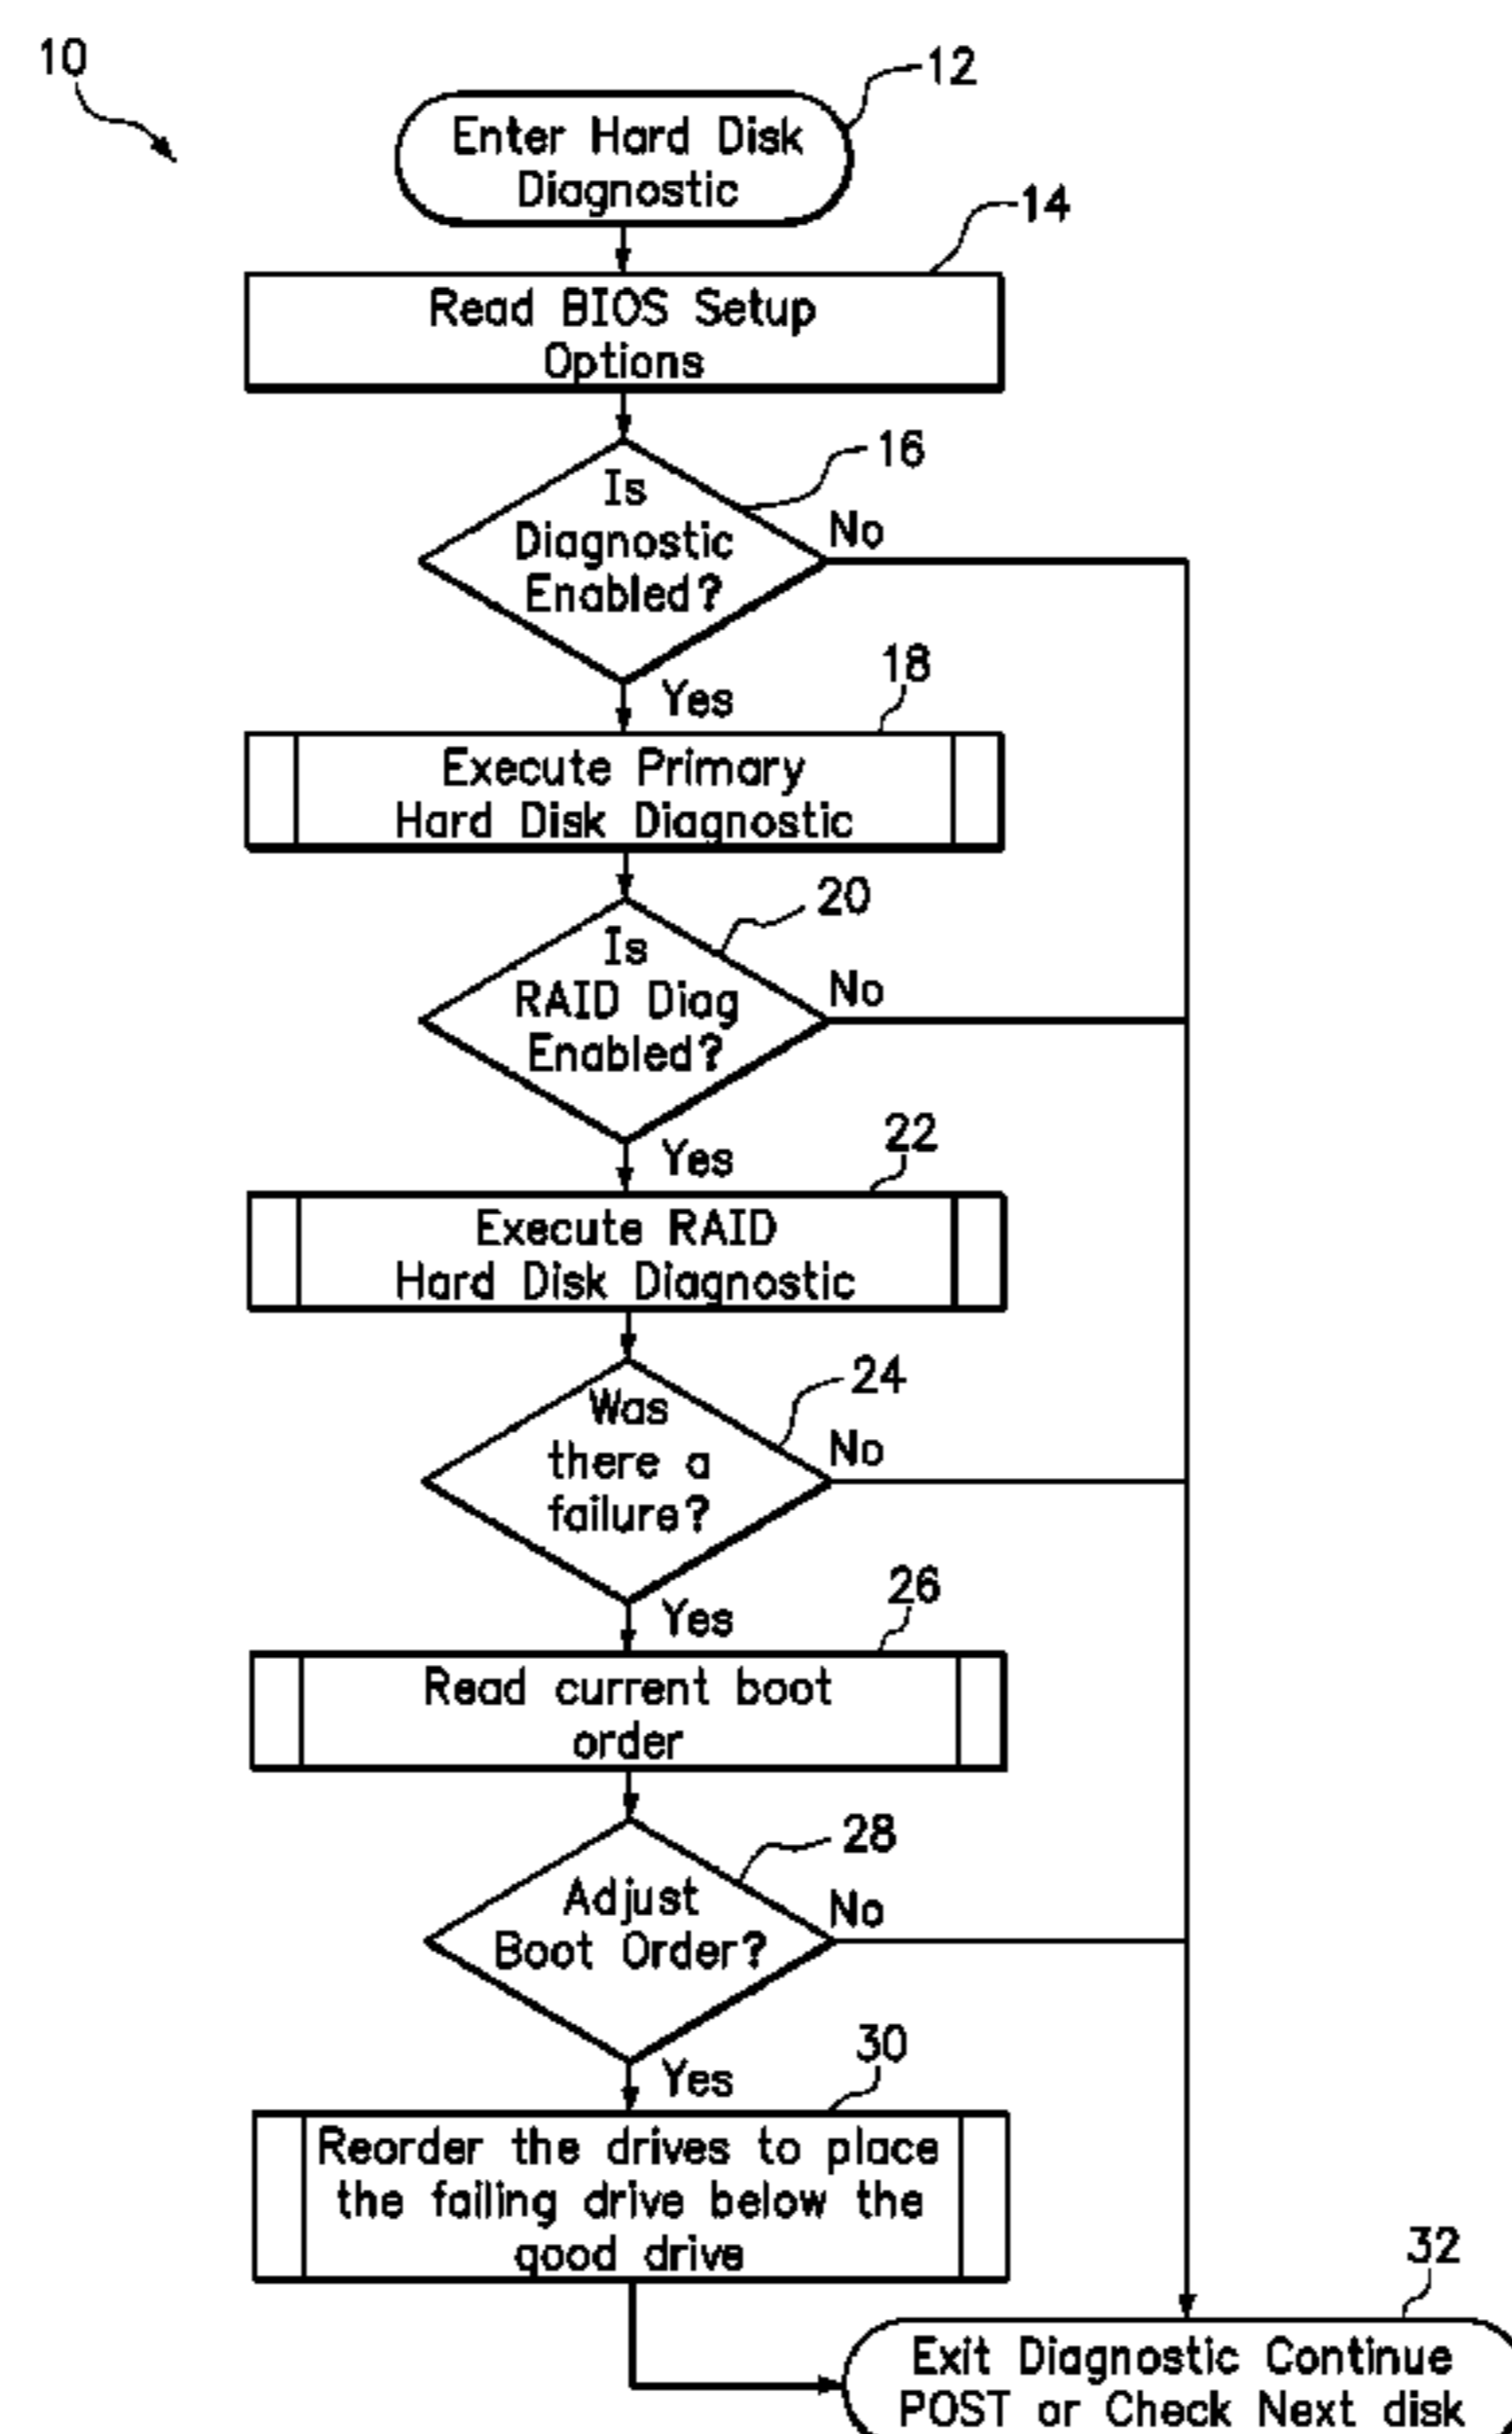 10
12
Enter Hard Disk
Diagnostic
14
Read BIOS Setup
Options
16
Is
Diagnostic
Enabled?
No
Yes
18
Execute Primary
Hard Disk Diagnostic
20
Is
RAID Diag
Enabled?
No
Yes
22
Execute RAID
Hard Disk Diagnostic
24
Was
there a
failure?
No
Yes
26
Read current boot
order
28
Adjust
Boot Order?
No
Yes
30
Reorder the drives to place
the failing drive below the
good drive
32
Exit Diagnostic Continue
POST or Check Next disk